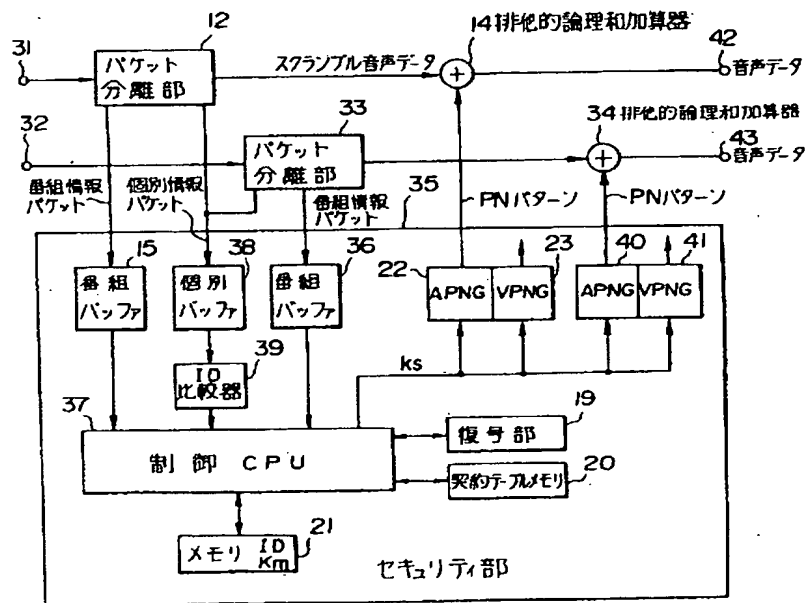 12
14 排他的論理和加算器
42
31
パケット
分離部
スクランブル音声データ
音声データ
33
34 排他的論理和加算器
32
パケット
分離部
43
音声データ
番組情報
パケット
個別情報
パケット
番組情報
パケット
35
PNパターン
PNパターン
15
38
36
22
23
40
41
番組
バッファ
個別
バッファ
番組
バッファ
APNG
VPNG
APNG
VPNG
39
ID
比較器
ks
37
制御 CPU
19
復号部
20
契約テーブルメモリ
メモリ ID
Km
21
セキュリティ部